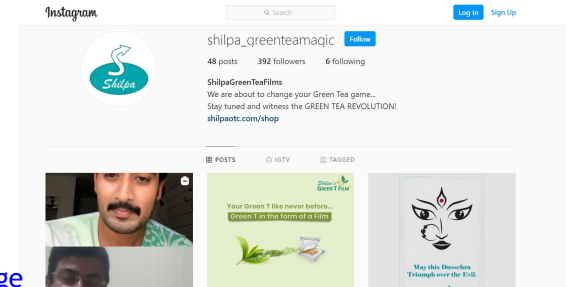 Instagram
Search
Log In Sign Up
shilpa_greenteamagic Follow
48 posts 392 followers 6 following
ShilpaGreenTeaFilms
We are about to change your Green Tea game...
Stay tuned and witness the GREEN TEA REVOLUTION!
shilpaotc.com/shop
Shilpa
POSTS IGTV TAGGED
Shilpa's
GREEN T FILM
Your Green T like never before...
Green T in the form of a Film
May this Dussehra
Triumph over the Evil.
ge